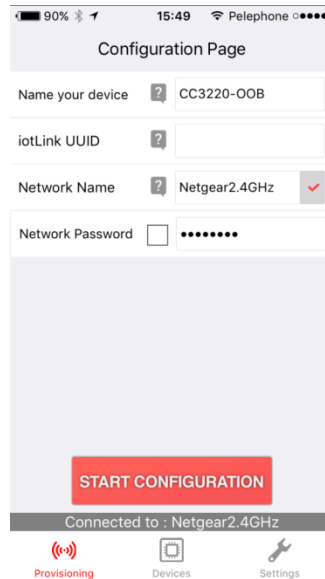 90% 15:49 Pelephone
Configuration Page
Name your device ? CC3220-OOB
iotLink UUID ?
Network Name ? Netgear2.4GHz
Network Password ••••••••
START CONFIGURATION
Connected to : Netgear2.4GHz
Provisioning Devices Settings